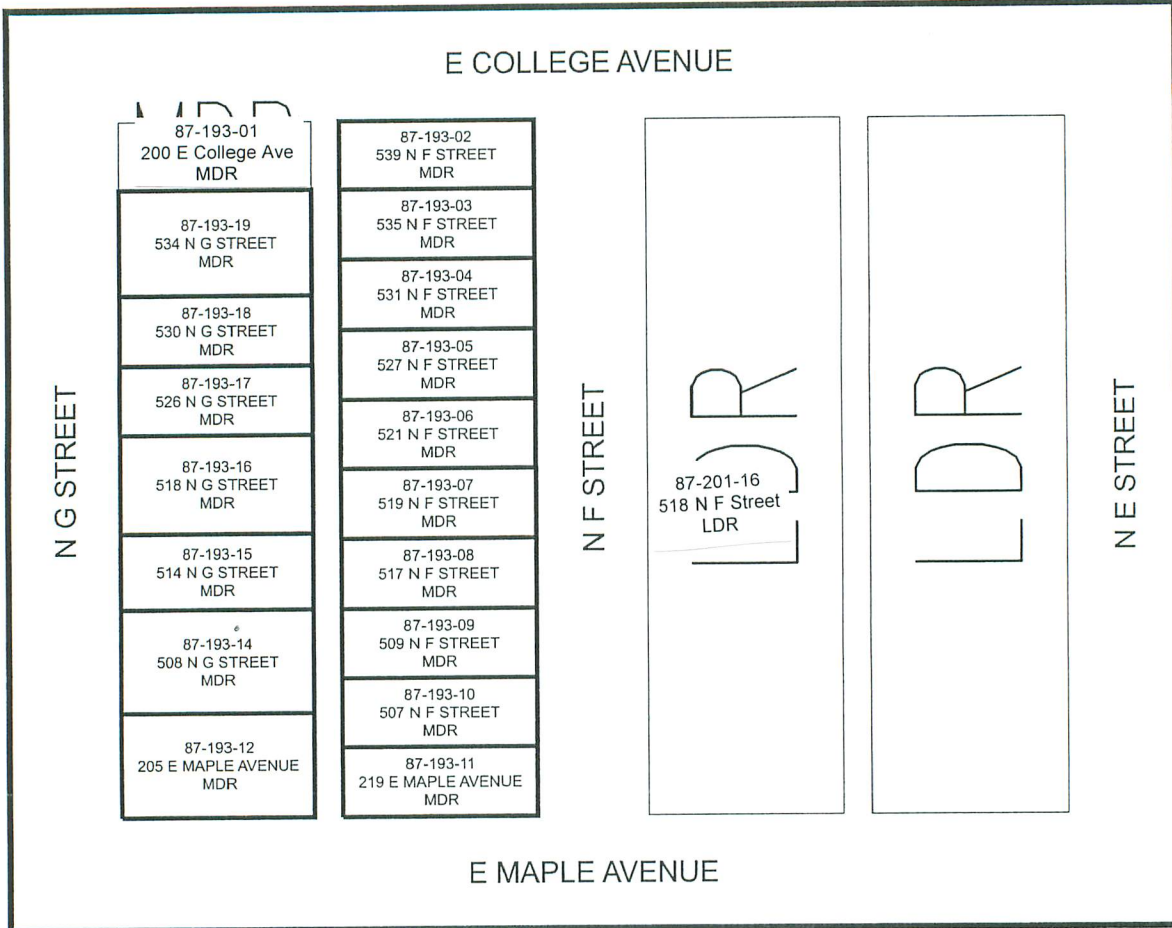 E COLLEGE AVENUE
MDR
87-193-01
200 E College Ave
MDR
87-193-19
534 N G STREET
MDR
87-193-18
530 N G STREET
MDR
87-193-17
526 N G STREET
MDR
87-193-16
518 N G STREET
MDR
87-193-15
514 N G STREET
MDR
87-193-14
508 N G STREET
MDR
87-193-12
205 E MAPLE AVENUE
MDR
87-193-02
539 N F STREET
MDR
87-193-03
535 N F STREET
MDR
87-193-04
531 N F STREET
MDR
87-193-05
527 N F STREET
MDR
87-193-06
521 N F STREET
MDR
87-193-07
519 N F STREET
MDR
87-193-08
517 N F STREET
MDR
87-193-09
509 N F STREET
MDR
87-193-10
507 N F STREET
MDR
87-193-11
219 E MAPLE AVENUE
MDR
N G STREET
N F STREET
LDR
87-201-16
518 N F Street
LDR
LDR
N E STREET
E MAPLE AVENUE